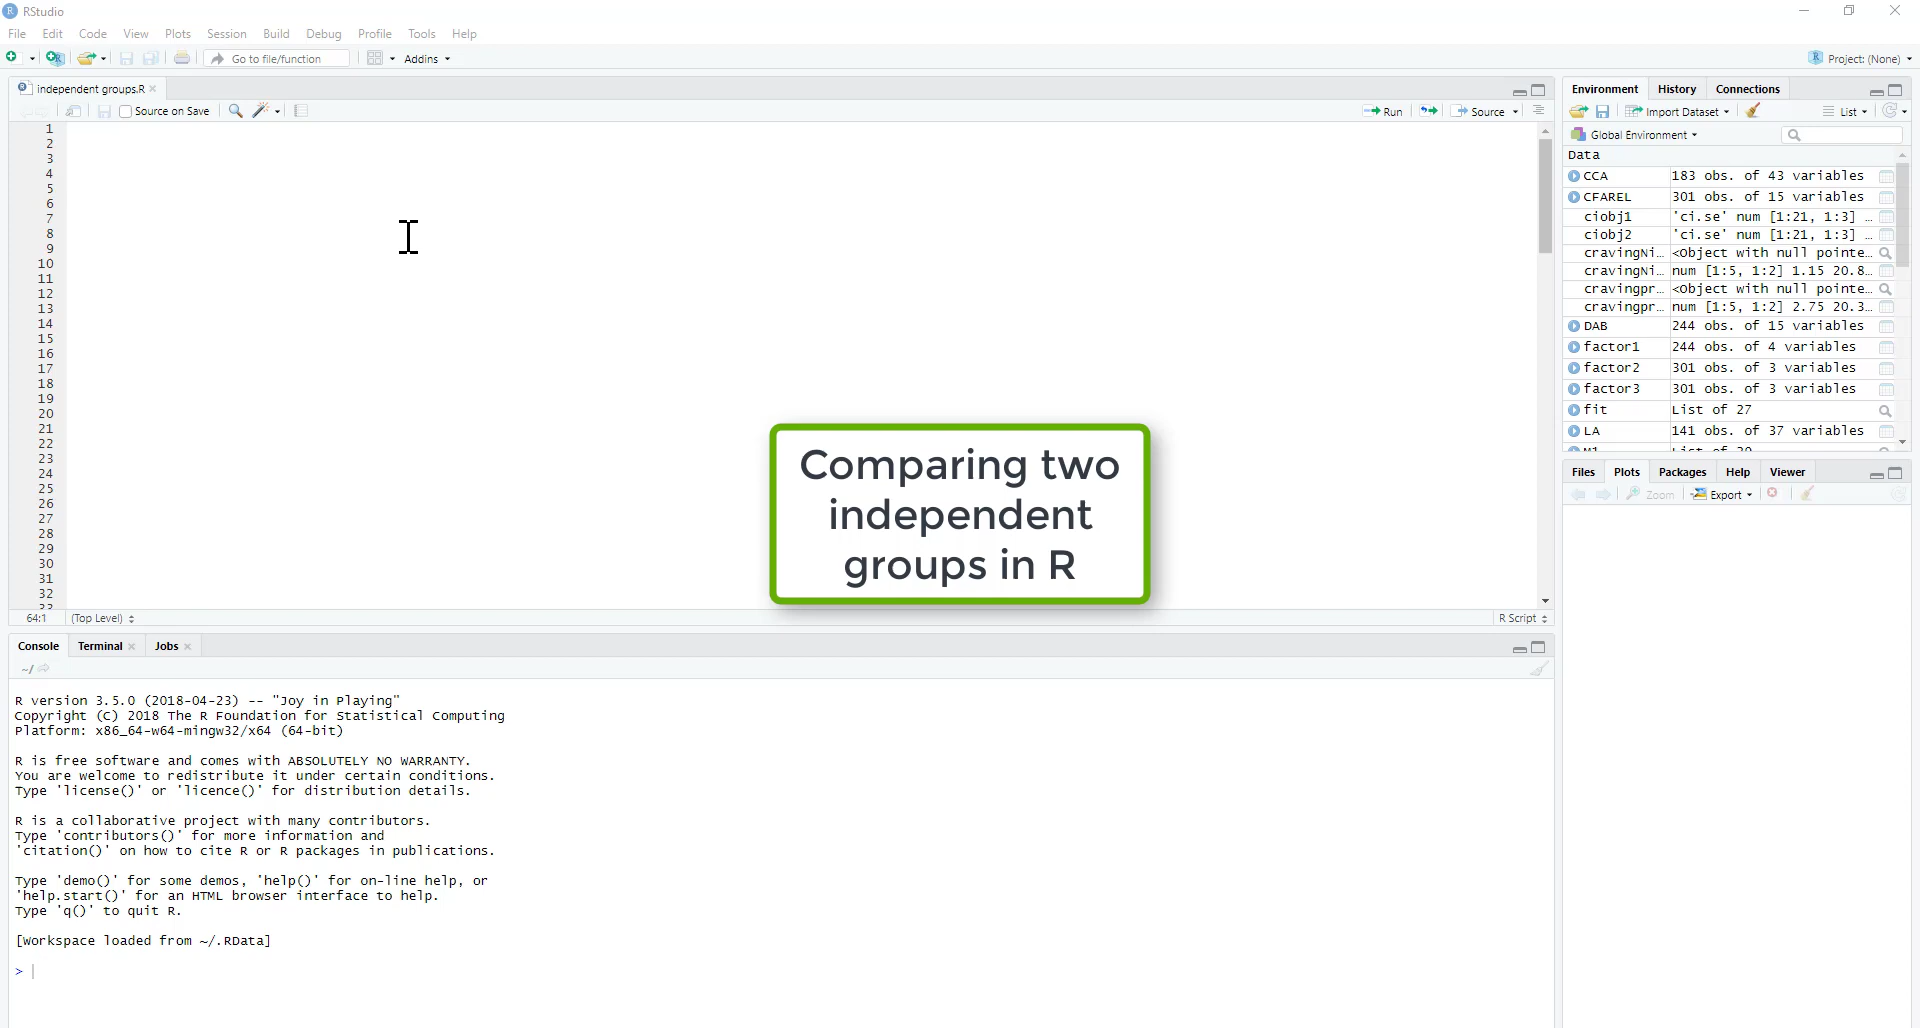 RStudio
File Edit Code View Plots Session Build Debug Profile Tools Help
Go to file/function Addins Project: (None)
independent groups.R
Source on Save Run Source
1
2
3
4
5
6
7
8
9
10
11
12
13
14
15
16
17
18
19
20
21
22
23
24
25
26
27
28
29
30
31
32
33
64:1 (Top Level) R Script
Comparing two
independent
groups in R
Console Terminal Jobs
~/
R version 3.5.0 (2018-04-23) -- "Joy in Playing"
Copyright (C) 2018 The R Foundation for Statistical Computing
Platform: x86_64-w64-mingw32/x64 (64-bit)
R is free software and comes with ABSOLUTELY NO WARRANTY.
You are welcome to redistribute it under certain conditions.
Type 'license()' or 'licence()' for distribution details.
R is a collaborative project with many contributors.
Type 'contributors()' for more information and
'citation()' on how to cite R or R packages in publications.
Type 'demo()' for some demos, 'help()' for on-line help, or
'help.start()' for an HTML browser interface to help.
Type 'q()' to quit R.
[Workspace loaded from ~/.RData]
>
Environment History Connections
Import Dataset List
Global Environment
Data
CCA 183 obs. of 43 variables
CFAREL 301 obs. of 15 variables
ciobj1 'ci.se' num [1:21, 1:3] ...
ciobj2 'ci.se' num [1:21, 1:3] ...
cravingNi... <Object with null pointe...
cravingNi... num [1:5, 1:2] 1.15 20.8...
cravingpr... <Object with null pointe...
cravingpr... num [1:5, 1:2] 2.75 20.3...
DAB 244 obs. of 15 variables
factor1 244 obs. of 4 variables
factor2 301 obs. of 3 variables
factor3 301 obs. of 3 variables
fit List of 27
LA 141 obs. of 37 variables
Files Plots Packages Help Viewer
Zoom Export